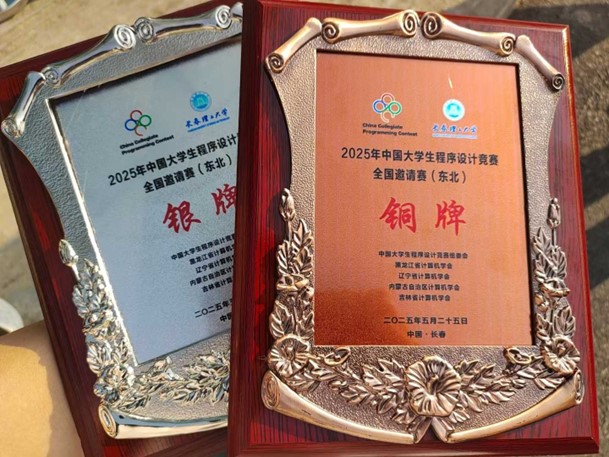 China Collegiate
Programming Contest
长春理工大学
2025年中国大学生程序设计
全国邀请赛（东北）
银牌
中国大学生程序设计竞赛
黑龙江省计算机
辽宁省计算机学
内蒙古自治区计算
吉林省计算机学
二〇二五年
中国
China Collegiate
Programming Contest
长春理工大学
2025年中国大学生程序设计竞赛
全国邀请赛（东北）
铜牌
中国大学生程序设计竞赛组委会
黑龙江省计算机学会
辽宁省计算机学会
内蒙古自治区计算机学会
吉林省计算机学会
二〇二五年五月二十五日
中国·长春